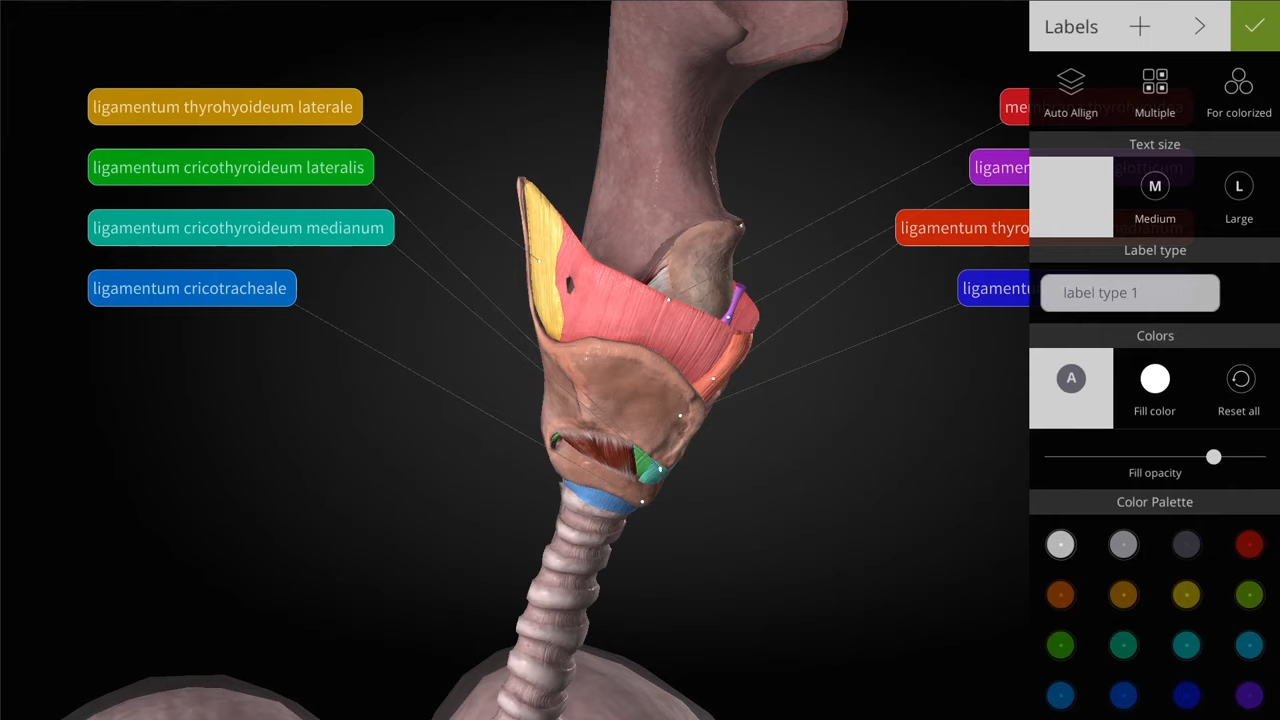 Labels
ligamentum thyrohyoideum laterale
ligamentum cricothyroideum lateralis
ligamentum cricothyroideum medianum
ligamentum cricotracheale
ligamentum
Auto Allign
Multiple
For colorized
Text size
M
L
Medium
Large
Label type
label type 1
Colors
A
Fill color
Reset all
Fill opacity
Color Palette